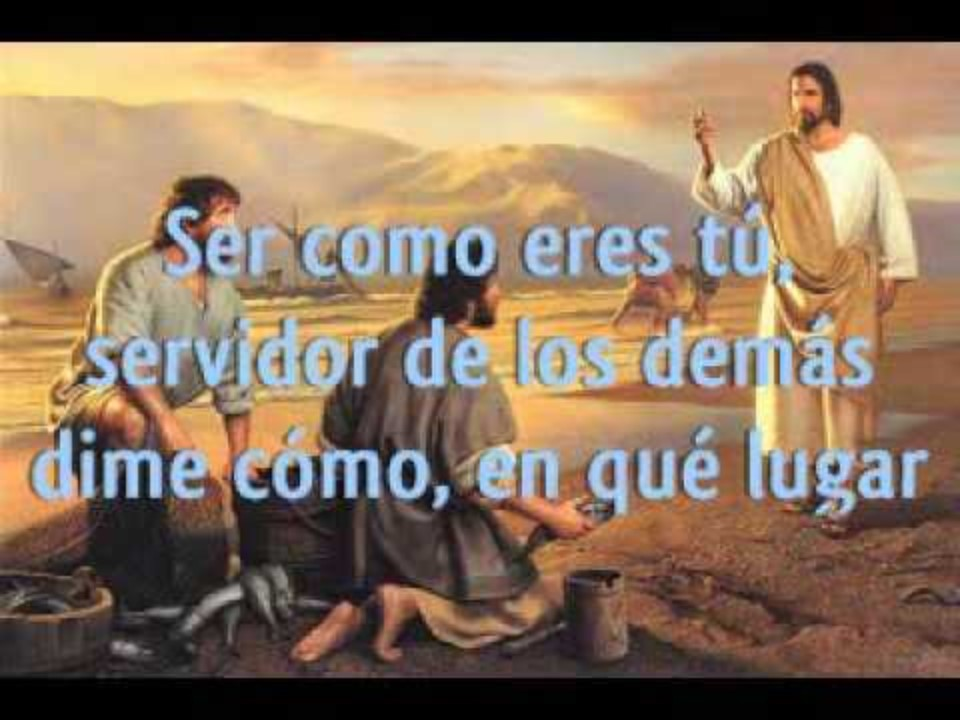 Ser como eres tú,
servidor de los demás
dime cómo, en qué lugar